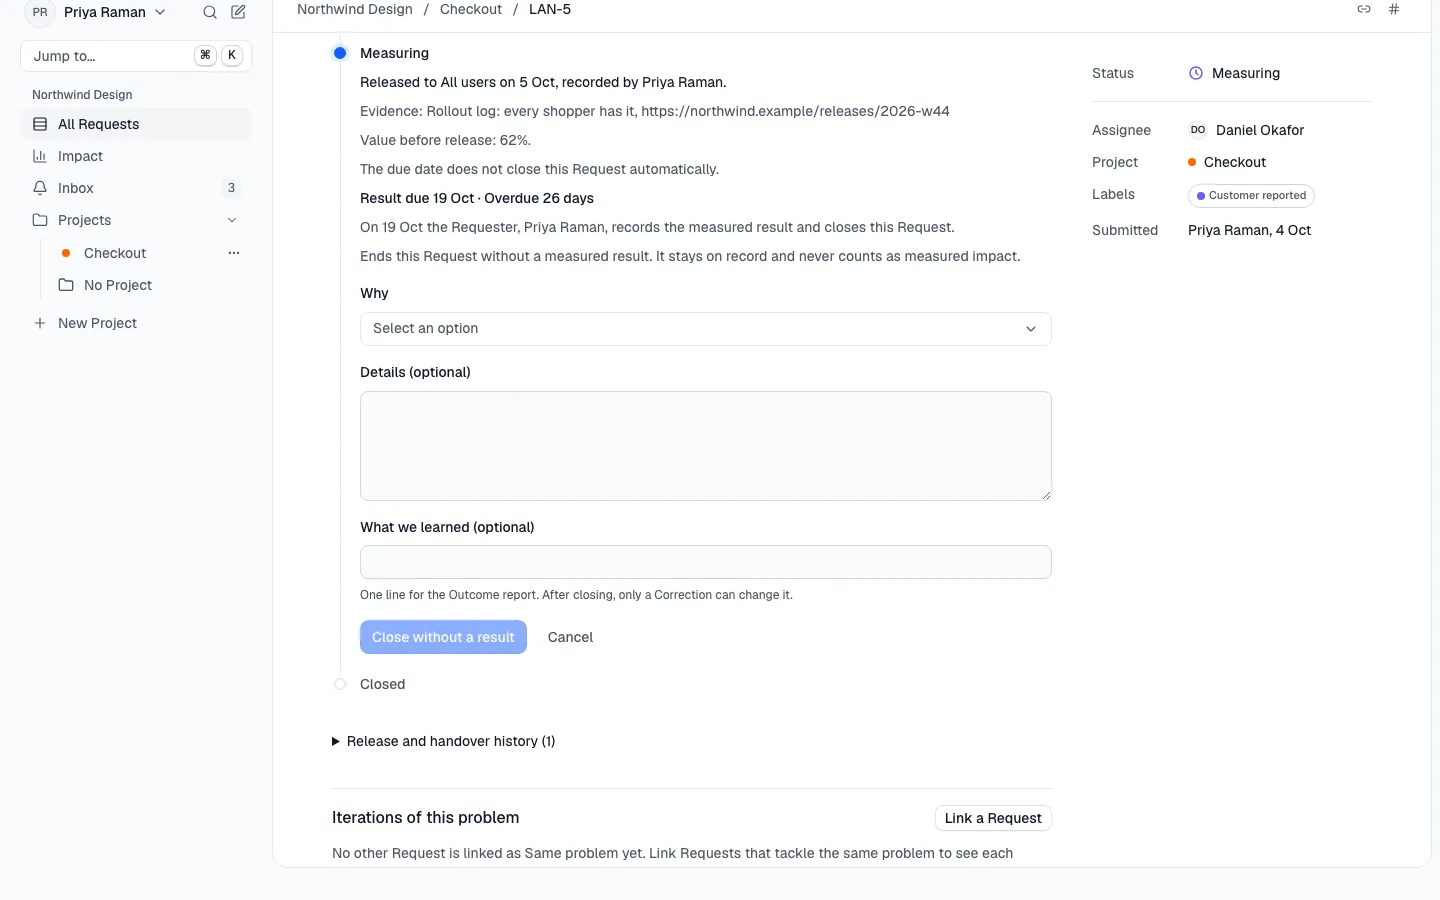 PR Priya Raman
Jump to... ⌘ K
Northwind Design
All Requests
Impact
Inbox 3
Projects
Checkout ...
No Project
New Project
Northwind Design / Checkout / LAN-5
Measuring
Released to All users on 5 Oct, recorded by Priya Raman.
Evidence: Rollout log: every shopper has it, https://northwind.example/releases/2026-w44
Value before release: 62%.
The due date does not close this Request automatically.
Result due 19 Oct · Overdue 26 days
On 19 Oct the Requester, Priya Raman, records the measured result and closes this Request.
Ends this Request without a measured result. It stays on record and never counts as measured impact.
Why
Select an option
Details (optional)
What we learned (optional)
One line for the Outcome report. After closing, only a Correction can change it.
Close without a result Cancel
Closed
Release and handover history (1)
Iterations of this problem Link a Request
No other Request is linked as Same problem yet. Link Requests that tackle the same problem to see each
Status Measuring
Assignee DO Daniel Okafor
Project Checkout
Labels Customer reported
Submitted Priya Raman, 4 Oct